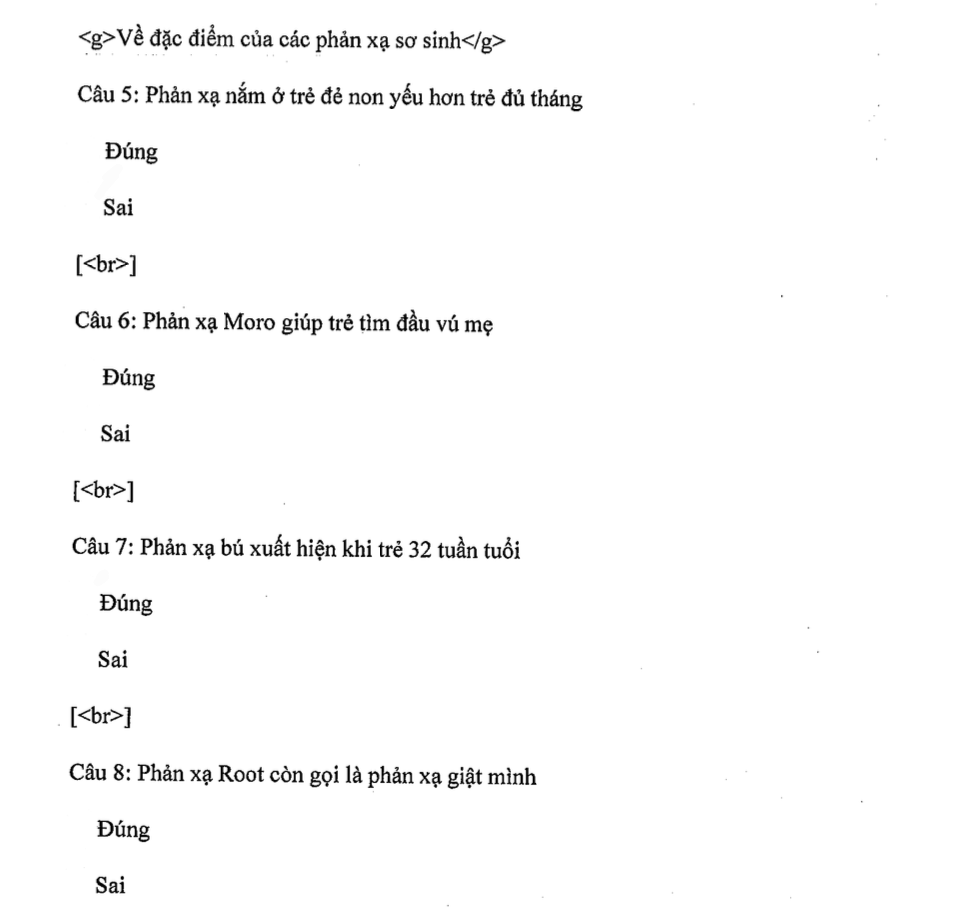 <g>Về đặc điểm của các phản xạ sơ sinh</g>
Câu 5: Phản xạ nắm ở trẻ đẻ non yếu hơn trẻ đủ tháng
Đúng
Sai
[<br>]
Câu 6: Phản xạ Moro giúp trẻ tìm đầu vú mẹ
Đúng
Sai
[<br>]
Câu 7: Phản xạ bú xuất hiện khi trẻ 32 tuần tuổi
Đúng
Sai
[<br>]
Câu 8: Phản xạ Root còn gọi là phản xạ giật mình
Đúng
Sai